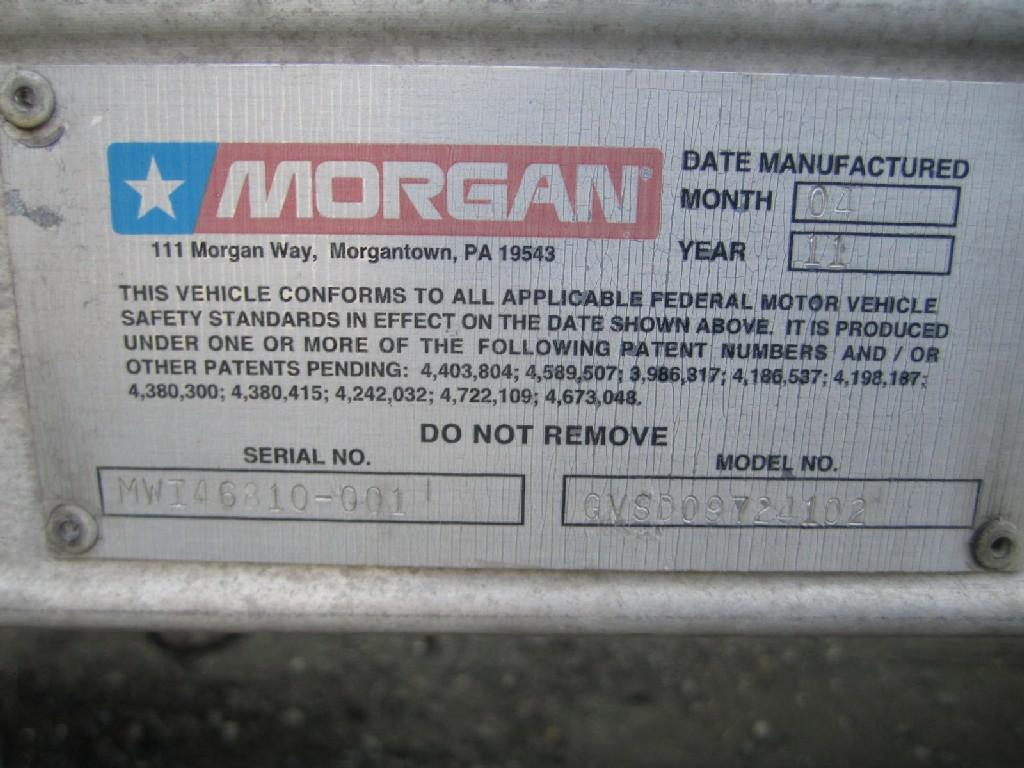 MORGAN®
111 Morgan Way, Morgantown, PA 19543
DATE MANUFACTURED
MONTH 04
YEAR 11
THIS VEHICLE CONFORMS TO ALL APPLICABLE FEDERAL MOTOR VEHICLE
SAFETY STANDARDS IN EFFECT ON THE DATE SHOWN ABOVE. IT IS PRODUCED
UNDER ONE OR MORE OF THE FOLLOWING PATENT NUMBERS AND / OR
OTHER PATENTS PENDING: 4,403,804; 4,589,507; 3,986,317; 4,186,537; 4,198,187;
4,380,300; 4,380,415; 4,242,032; 4,722,109; 4,673,048.
DO NOT REMOVE
SERIAL NO.
MWI46810-001
MODEL NO.
GVSD09724102